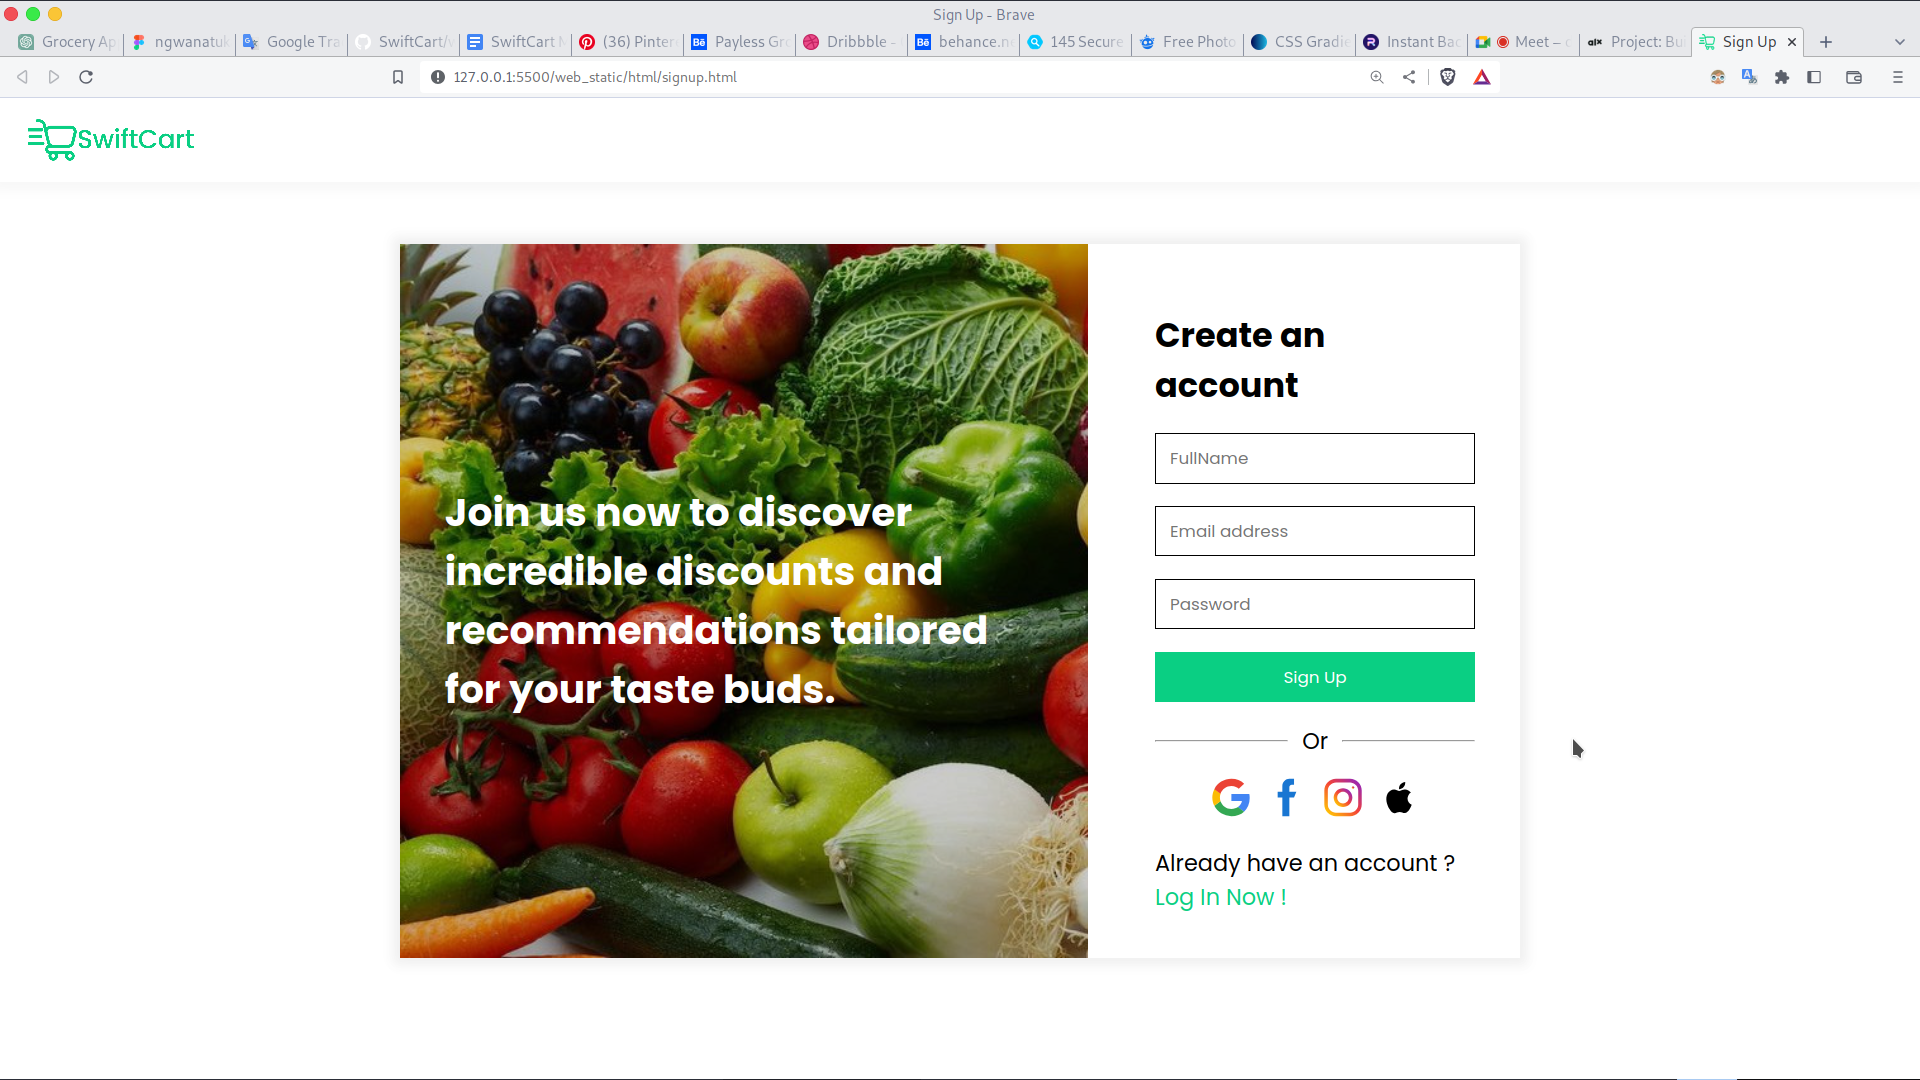 Sign Up - Brave
Grocery Ap
ngwanatuk
Google Tra
SwiftCart/
SwiftCart M
(36) Pinter
Payless Gro
Dribbble -
behance.n
145 Secure
Free Photo
CSS Gradie
Instant Bac
Meet –
Project: Bu
Sign Up
127.0.0.1:5500/web_static/html/signup.html
SwiftCart
Join us now to discover
incredible discounts and
recommendations tailored
for your taste buds.
Create an
account
FullName
Email address
Password
Sign Up
Or
Already have an account ?
Log In Now !